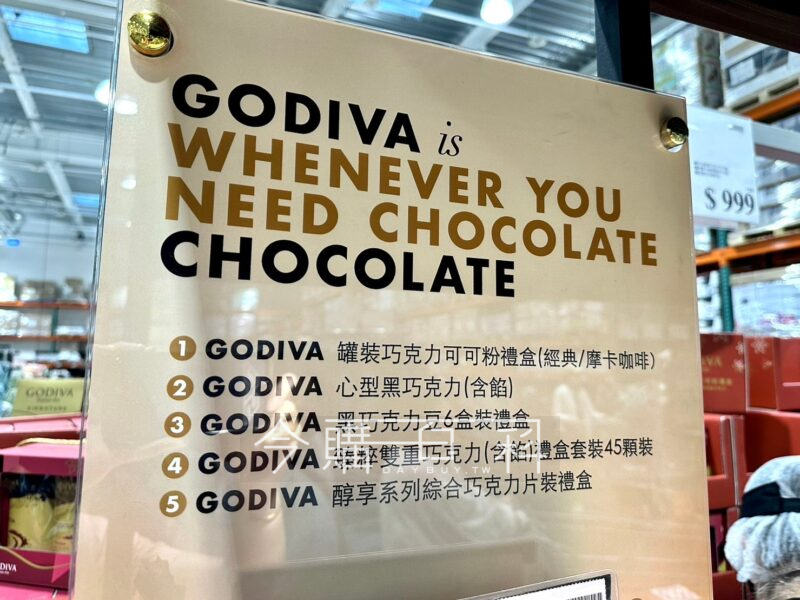 GODIVA is
WHENEVER YOU
NEED CHOCOLATE
CHOCOLATE
1 GODIVA 罐裝巧克力可可粉禮盒(經典/摩卡咖啡)
2 GODIVA 心型黑巧克力(含餡)
3 GODIVA 黑巧克力豆6盒裝禮盒
4 GODIVA 雙重巧克力(含餡)禮盒套裝45顆裝
5 GODIVA 醇享系列綜合巧克力片裝禮盒
DAYBUY.TW
$ 999
GODIVA